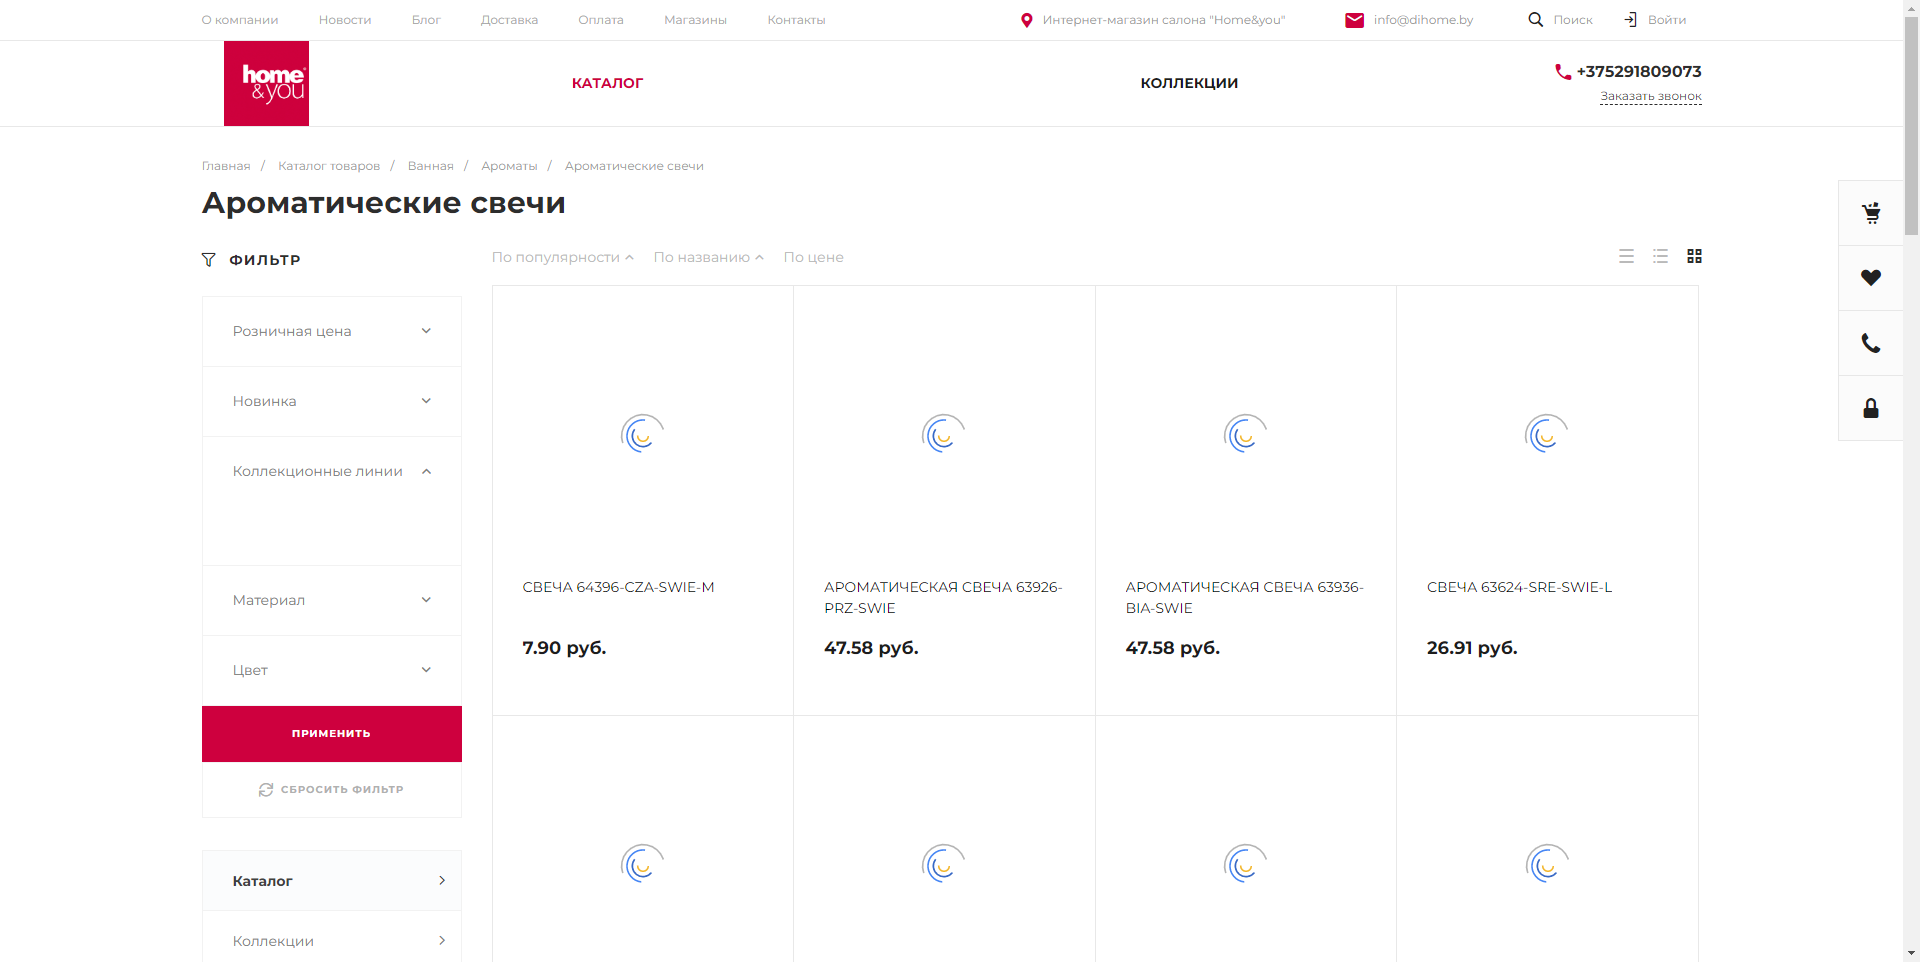 О компании
Новости
Блог
Доставка
Оплата
Магазины
Контакты
Интернет-магазин салона "Home&you"
info@dihome.by
Поиск
Войти
home
&you
КАТАЛОГ
КОЛЛЕКЦИИ
+375291809073
Заказать звонок
Главная / Каталог товаров / Ванная / Ароматы / Ароматические свечи
Ароматические свечи
ФИЛЬТР
По популярности
По названию
По цене
Розничная цена
Новинка
Коллекционные линии
Материал
Цвет
ПРИМЕНИТЬ
СБРОСИТЬ ФИЛЬТР
Каталог
Коллекции
СВЕЧА 64396-CZA-SWIE-M
7.90 руб.
АРОМАТИЧЕСКАЯ СВЕЧА 63926-
PRZ-SWIE
47.58 руб.
АРОМАТИЧЕСКАЯ СВЕЧА 63936-
BIA-SWIE
47.58 руб.
СВЕЧА 63624-SRE-SWIE-L
26.91 руб.